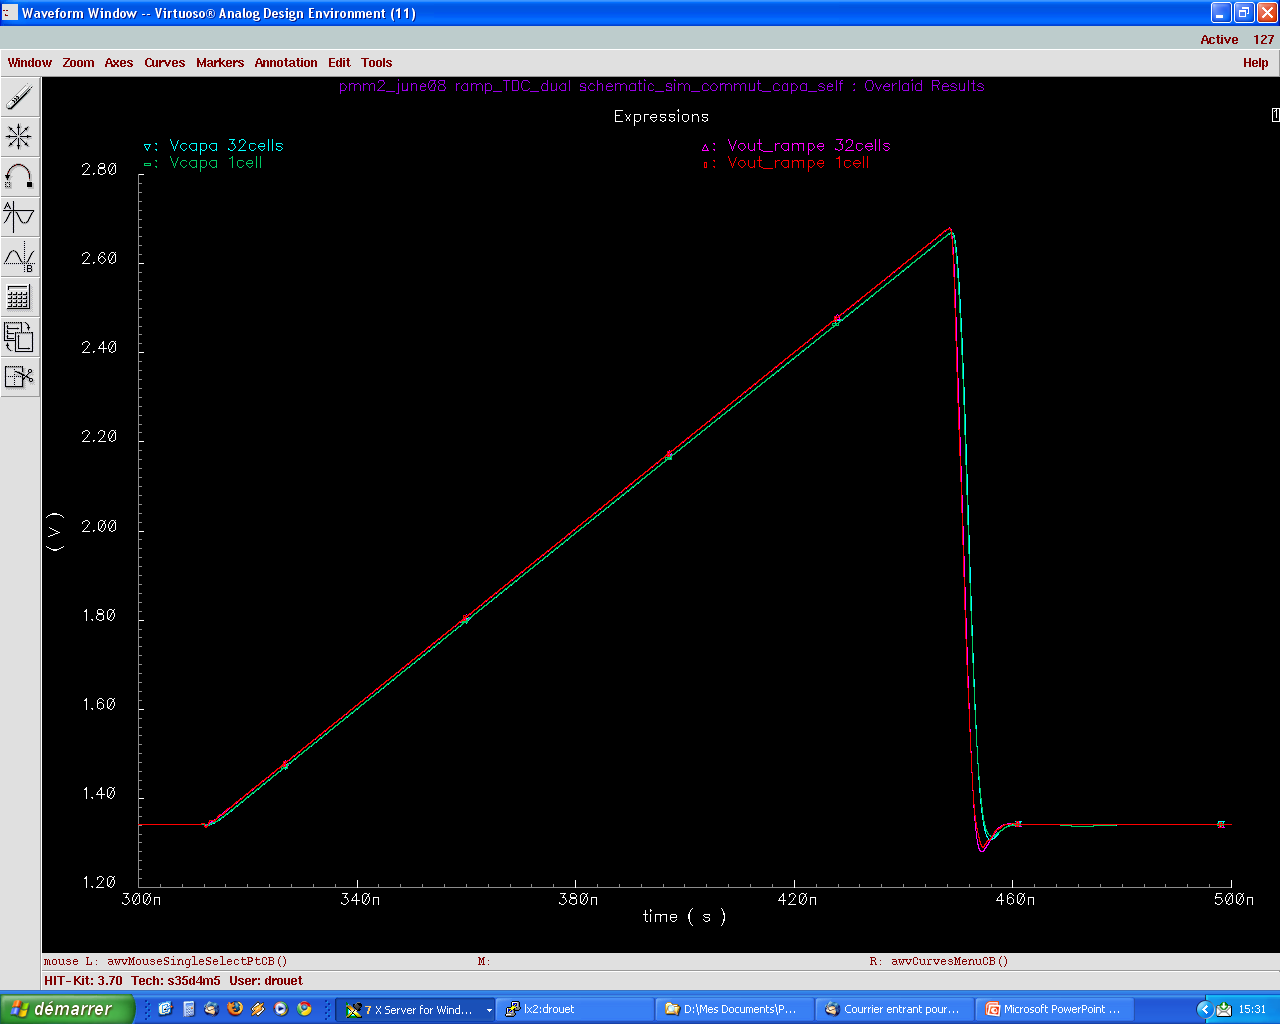 Waveform Window -- Virtuoso® Analog Design Environment (11)
Active 127
Window Zoom Axes Curves Markers Annotation Edit Tools Help
pmm2_june08 ramp_TDC_dual schematic_sim_commut_capa_self : Overlaid Results
Expressions
1
▽: Vcapa 32cells
△: Vout_rampe 32cells
▭: Vcapa 1cell
▮: Vout_rampe 1cell
A
B
2.80
2.60
2.40
2.20
2.00
1.80
1.60
1.40
1.20
( V )
300n 340n 380n 420n 460n 500n
time ( s )
mouse L: awvMouseSingleSelectPtCB() M: R: awvCurvesMenuCB()
HIT-Kit: 3.70 Tech: s35d4m5 User: drouet
démarrer
7 X Server for Wind...
lx2:drouet
D:\Mes Documents\P...
Courrier entrant pour...
Microsoft PowerPoint ...
15:31